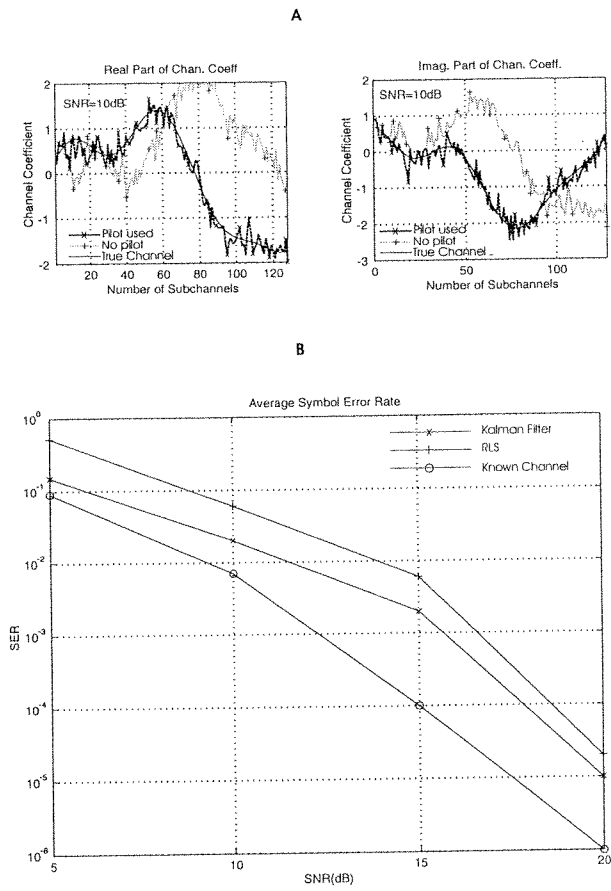 A
Real Part of Chan. Coeff
2
1
0
-1
-2
SNR=10dB
Channel Coefficient
Pilot used
No pilot
True Channel
20 40 60 80 100 120
Number of Subchannels
Imag. Part of Chan. Coeff.
2
1
0
-1
-2
-3
SNR=10dB
Channel Coefficient
Pilot used
No pilot
True Channel
0 50 100
Number of Subchannels
B
Average Symbol Error Rate
10^0
10^-1
10^-2
10^-3
10^-4
10^-5
10^-6
SER
Kalman Filter
RLS
Known Channel
5 10 15 20
SNR(dB)